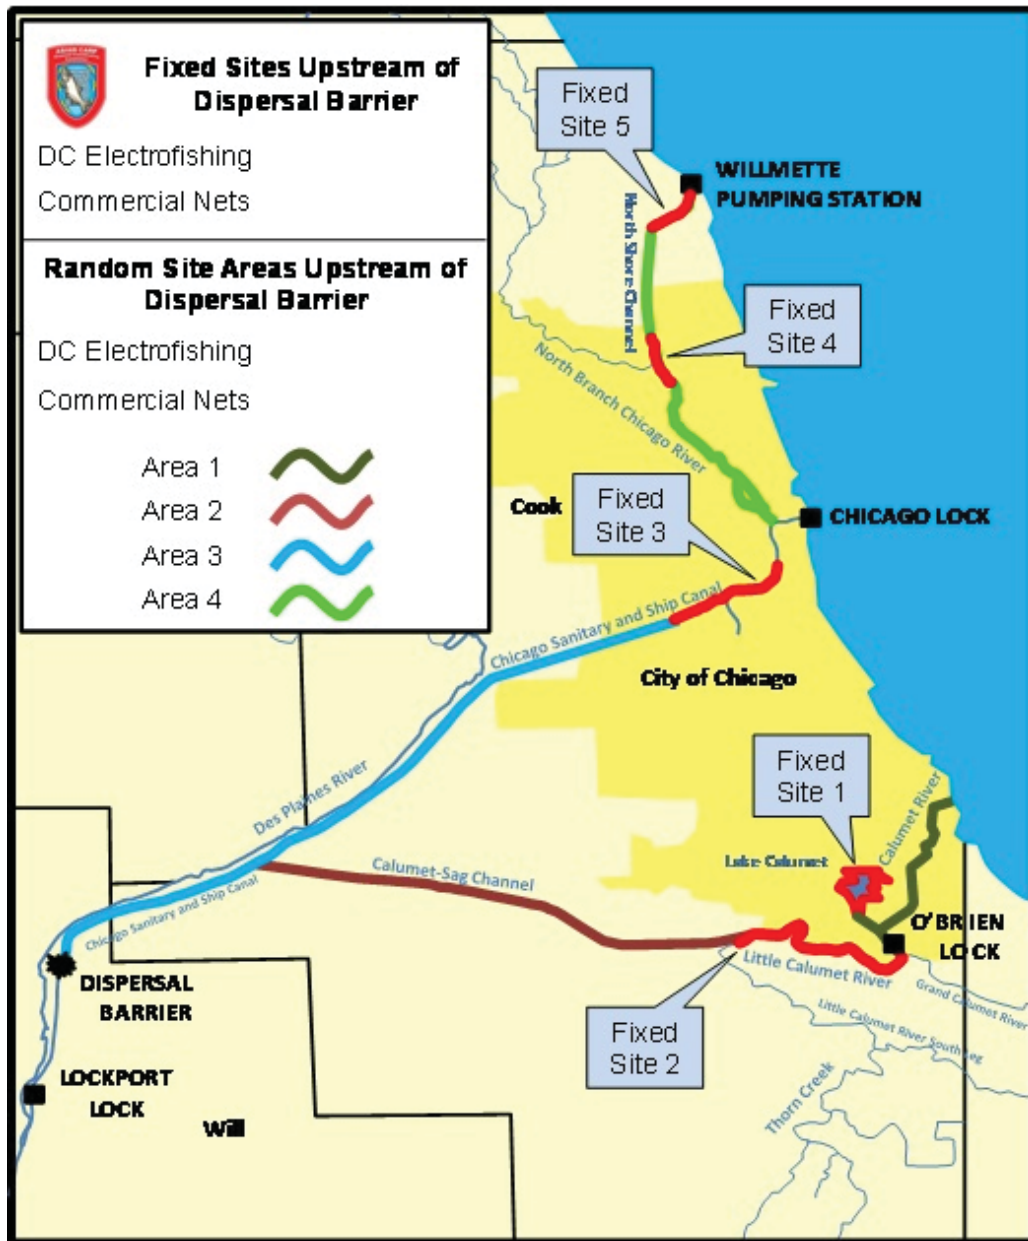 Fixed Sites Upstream of
Dispersal Barrier
DC Electrofishing
Commercial Nets
Random Site Areas Upstream of
Dispersal Barrier
DC Electrofishing
Commercial Nets
Area 1
Area 2
Area 3
Area 4
Fixed
Site 5
WILLMETTE
PUMPING STATION
North Shore Channel
Fixed
Site 4
North Branch Chicago River
Cook
Fixed
Site 3
CHICAGO LOCK
Chicago Sanitary and Ship Canal
City of Chicago
Fixed
Site 1
Des Plaines River
Calumet River
Lake Calumet
Calumet-Sag Channel
Chicago Sanitary and Ship Canal
O'BRIEN
LOCK
DISPERSAL
BARRIER
Little Calumet River
Grand Calumet River
Little Calumet River South Leg
Fixed
Site 2
LOCKPORT
LOCK
Thorn Creek
Will